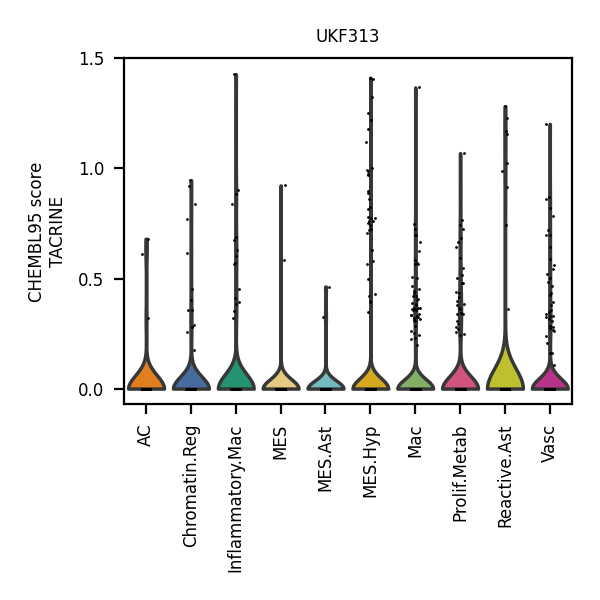 UKF313
CHEMBL95 score
TACRINE
1.5
1.0
0.5
0.0
AC
Chromatin.Reg
Inflammatory.Mac
MES
MES.Ast
MES.Hyp
Mac
Prolif.Metab
Reactive.Ast
Vasc